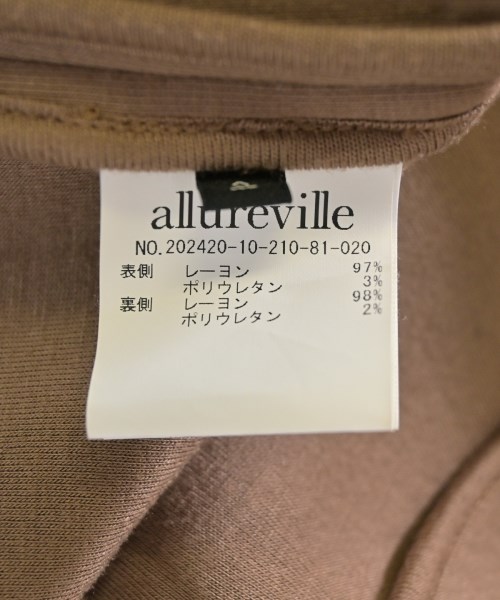 allureville
NO.202420-10-210-81-020
表側 レーヨン 97%
ポリウレタン 3%
裏側 レーヨン 98%
ポリウレタン 2%